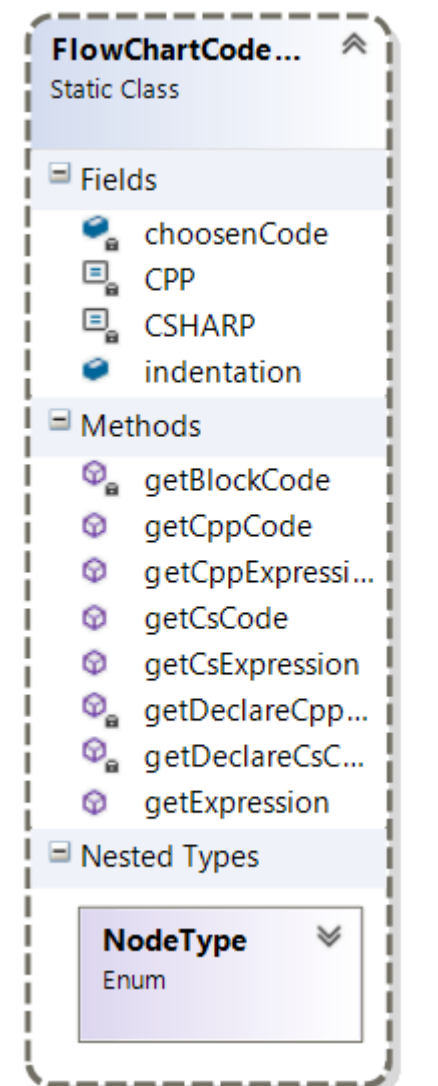 FlowChartCode...
Static Class
Fields
choosenCode
CPP
CSHARP
indentation
Methods
getBlockCode
getCppCode
getCppExpressi...
getCsCode
getCsExpression
getDeclareCpp...
getDeclareCsC...
getExpression
Nested Types
NodeType
Enum